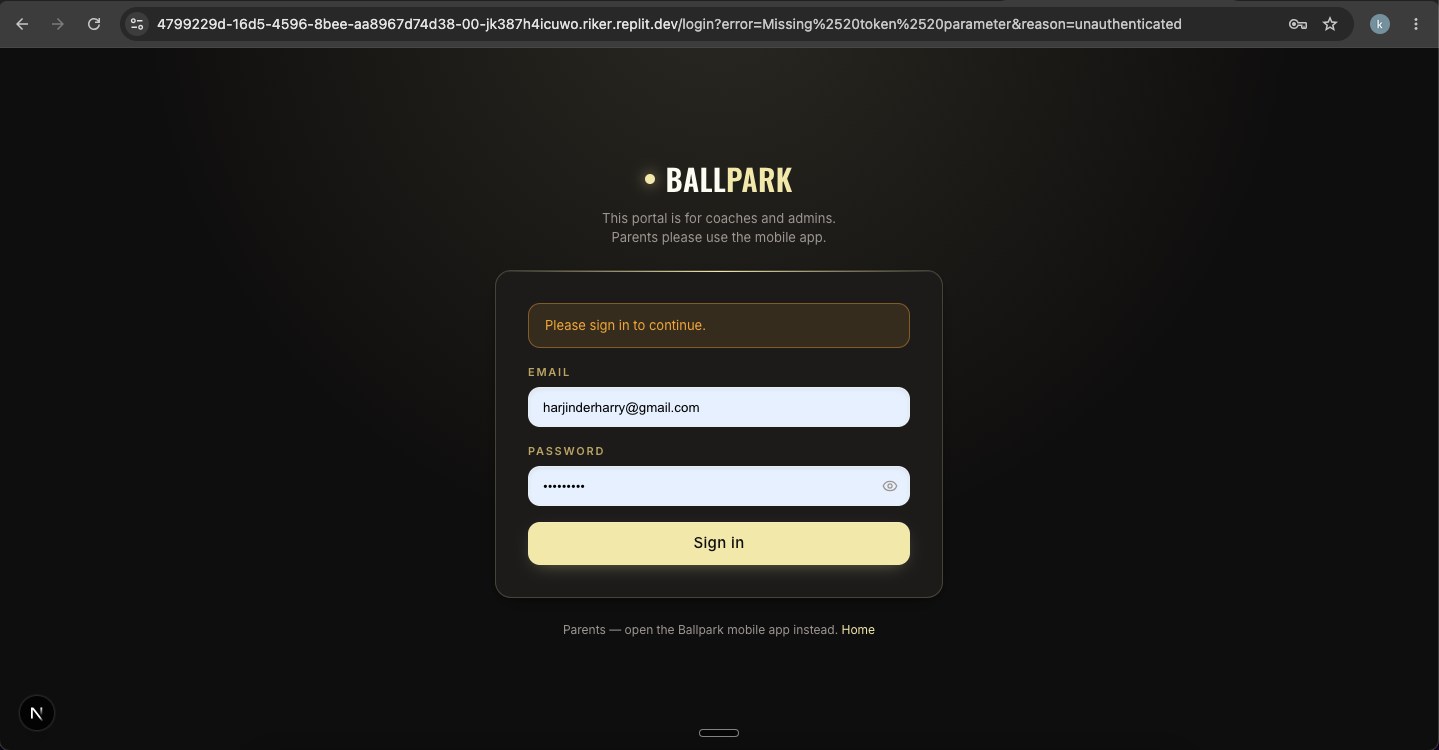 4799229d-16d5-4596-8bee-aa8967d74d38-00-jk387h4icuwo.riker.replit.dev/login?error=Missing%2520token%2520parameter&reason=unauthenticated
k
BALLPARK
This portal is for coaches and admins.
Parents please use the mobile app.
Please sign in to continue.
EMAIL
harjinderharry@gmail.com
PASSWORD
•••••••••
Sign in
Parents — open the Ballpark mobile app instead. Home
N